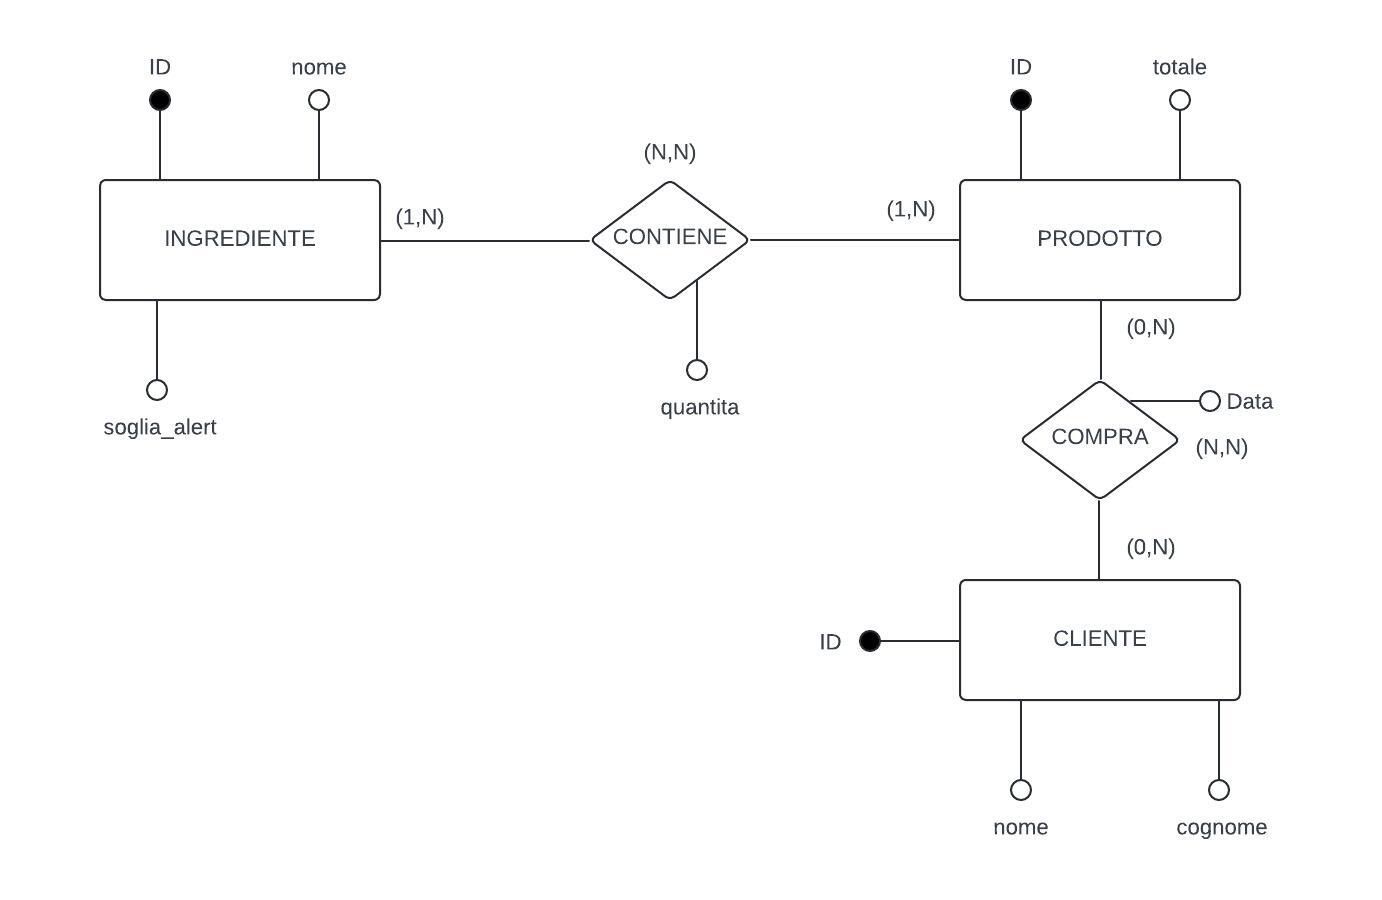 ID
nome
ID
totale
(N,N)
(1,N)
(1,N)
INGREDIENTE
CONTIENE
PRODOTTO
(0,N)
Data
quantita
soglia_alert
COMPRA
(N,N)
(0,N)
ID
CLIENTE
nome
cognome